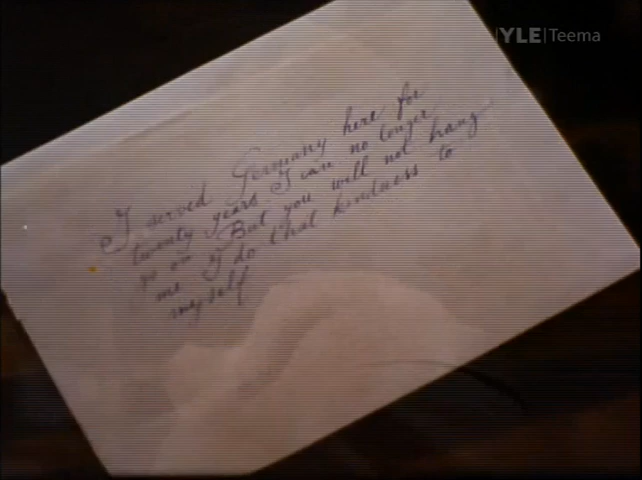 YLE Teema
I served Germany here for
twenty years I can no longer
go on But you will not hang
me I do that kindness to
myself